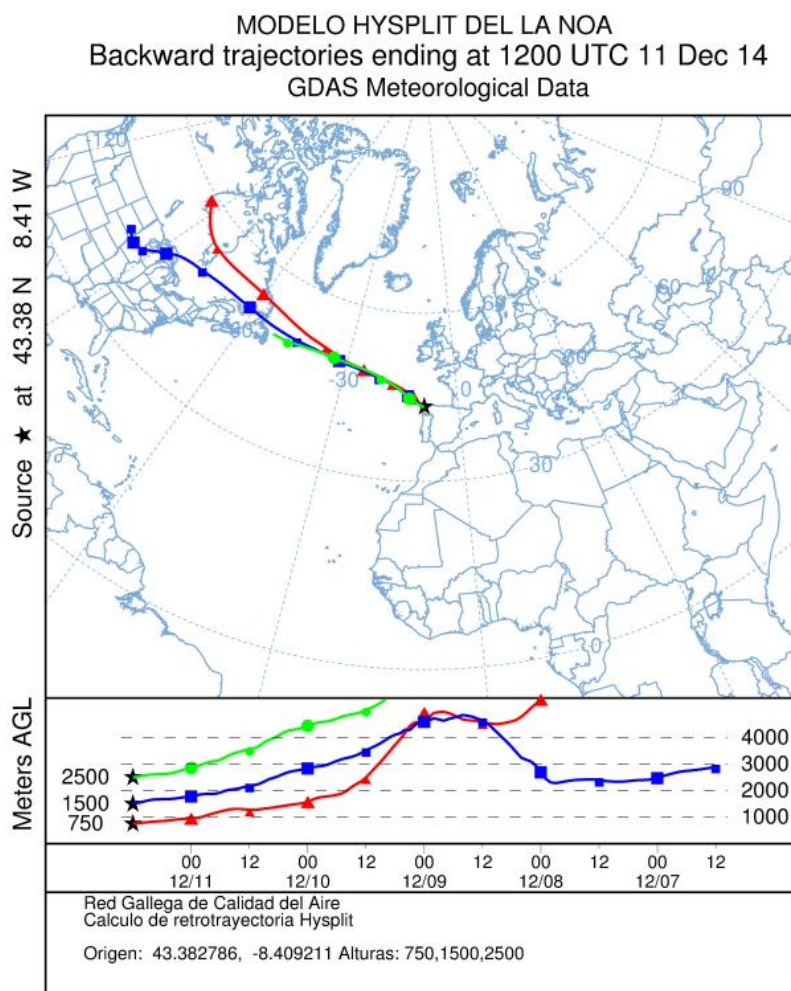 MODELO HYSPLIT DEL LA NOA
Backward trajectories ending at 1200 UTC 11 Dec 14
GDAS Meteorological Data
Source ★ at 43.38 N 8.41 W
-120
-90
90
60
60
60
-60
-30
0
30
0
Meters AGL
2500
1500
750
4000
3000
2000
1000
00 12 00 12 00 12 00 12 00 12
12/11 12/10 12/09 12/08 12/07
Red Gallega de Calidad del Aire
Calculo de retrotrayectoria Hysplit
Origen: 43.382786, -8.409211 Alturas: 750,1500,2500